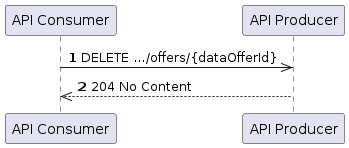 API Consumer API Producer
1 DELETE .../offers/{dataOfferId}
2 204 No Content
API Consumer API Producer